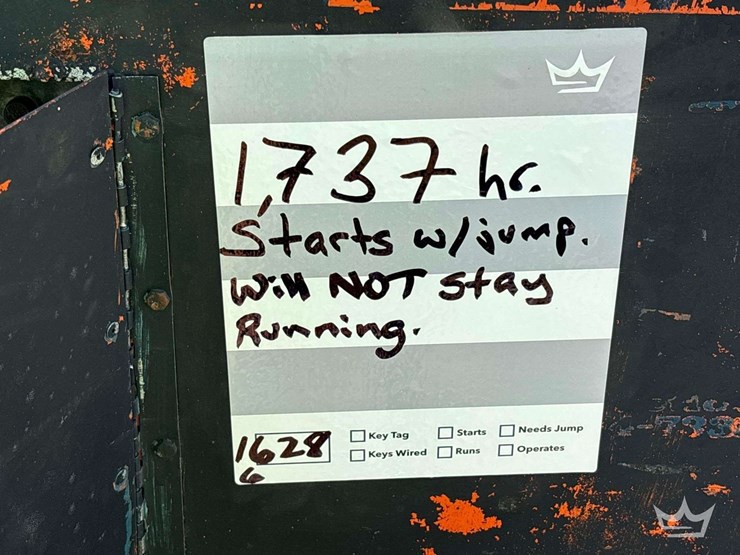 1,737 hr.
Starts w/jump.
Will NOT stay
Running.
1628
6
Key Tag
Starts
Needs Jump
Keys Wired
Runs
Operates